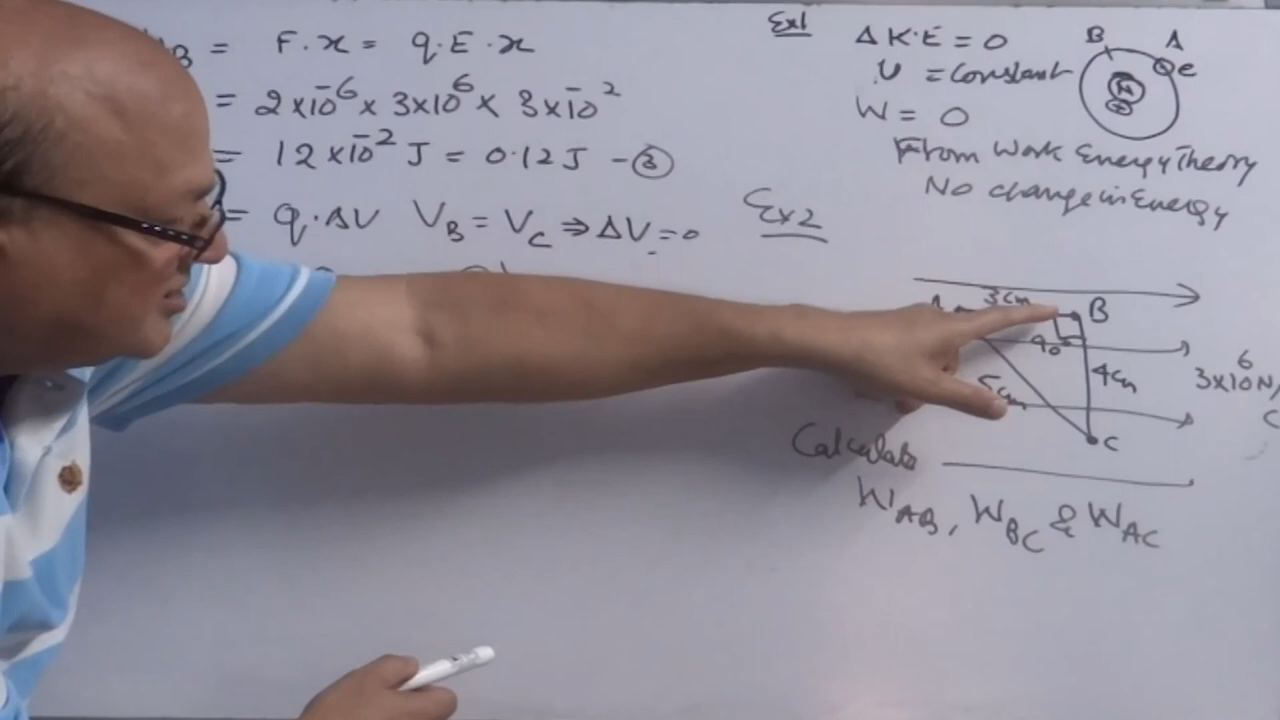 B = F.x = q.E.x
= 2x10⁻⁶ x 3x10⁶ x 3x10⁻²
= 12x10⁻² J = 0.12J -③
= q.ΔV V_B = V_C ⇒ ΔV = 0
Ex1
ΔK.E = 0
U = Constant
W = 0
From Work Energy Theory
No change in Energy
B A
e
N
+
Ex2
3cm B
90
4cm
5cm
C
3x10⁶ N/C
Calculate
W_AB, W_BC & W_AC